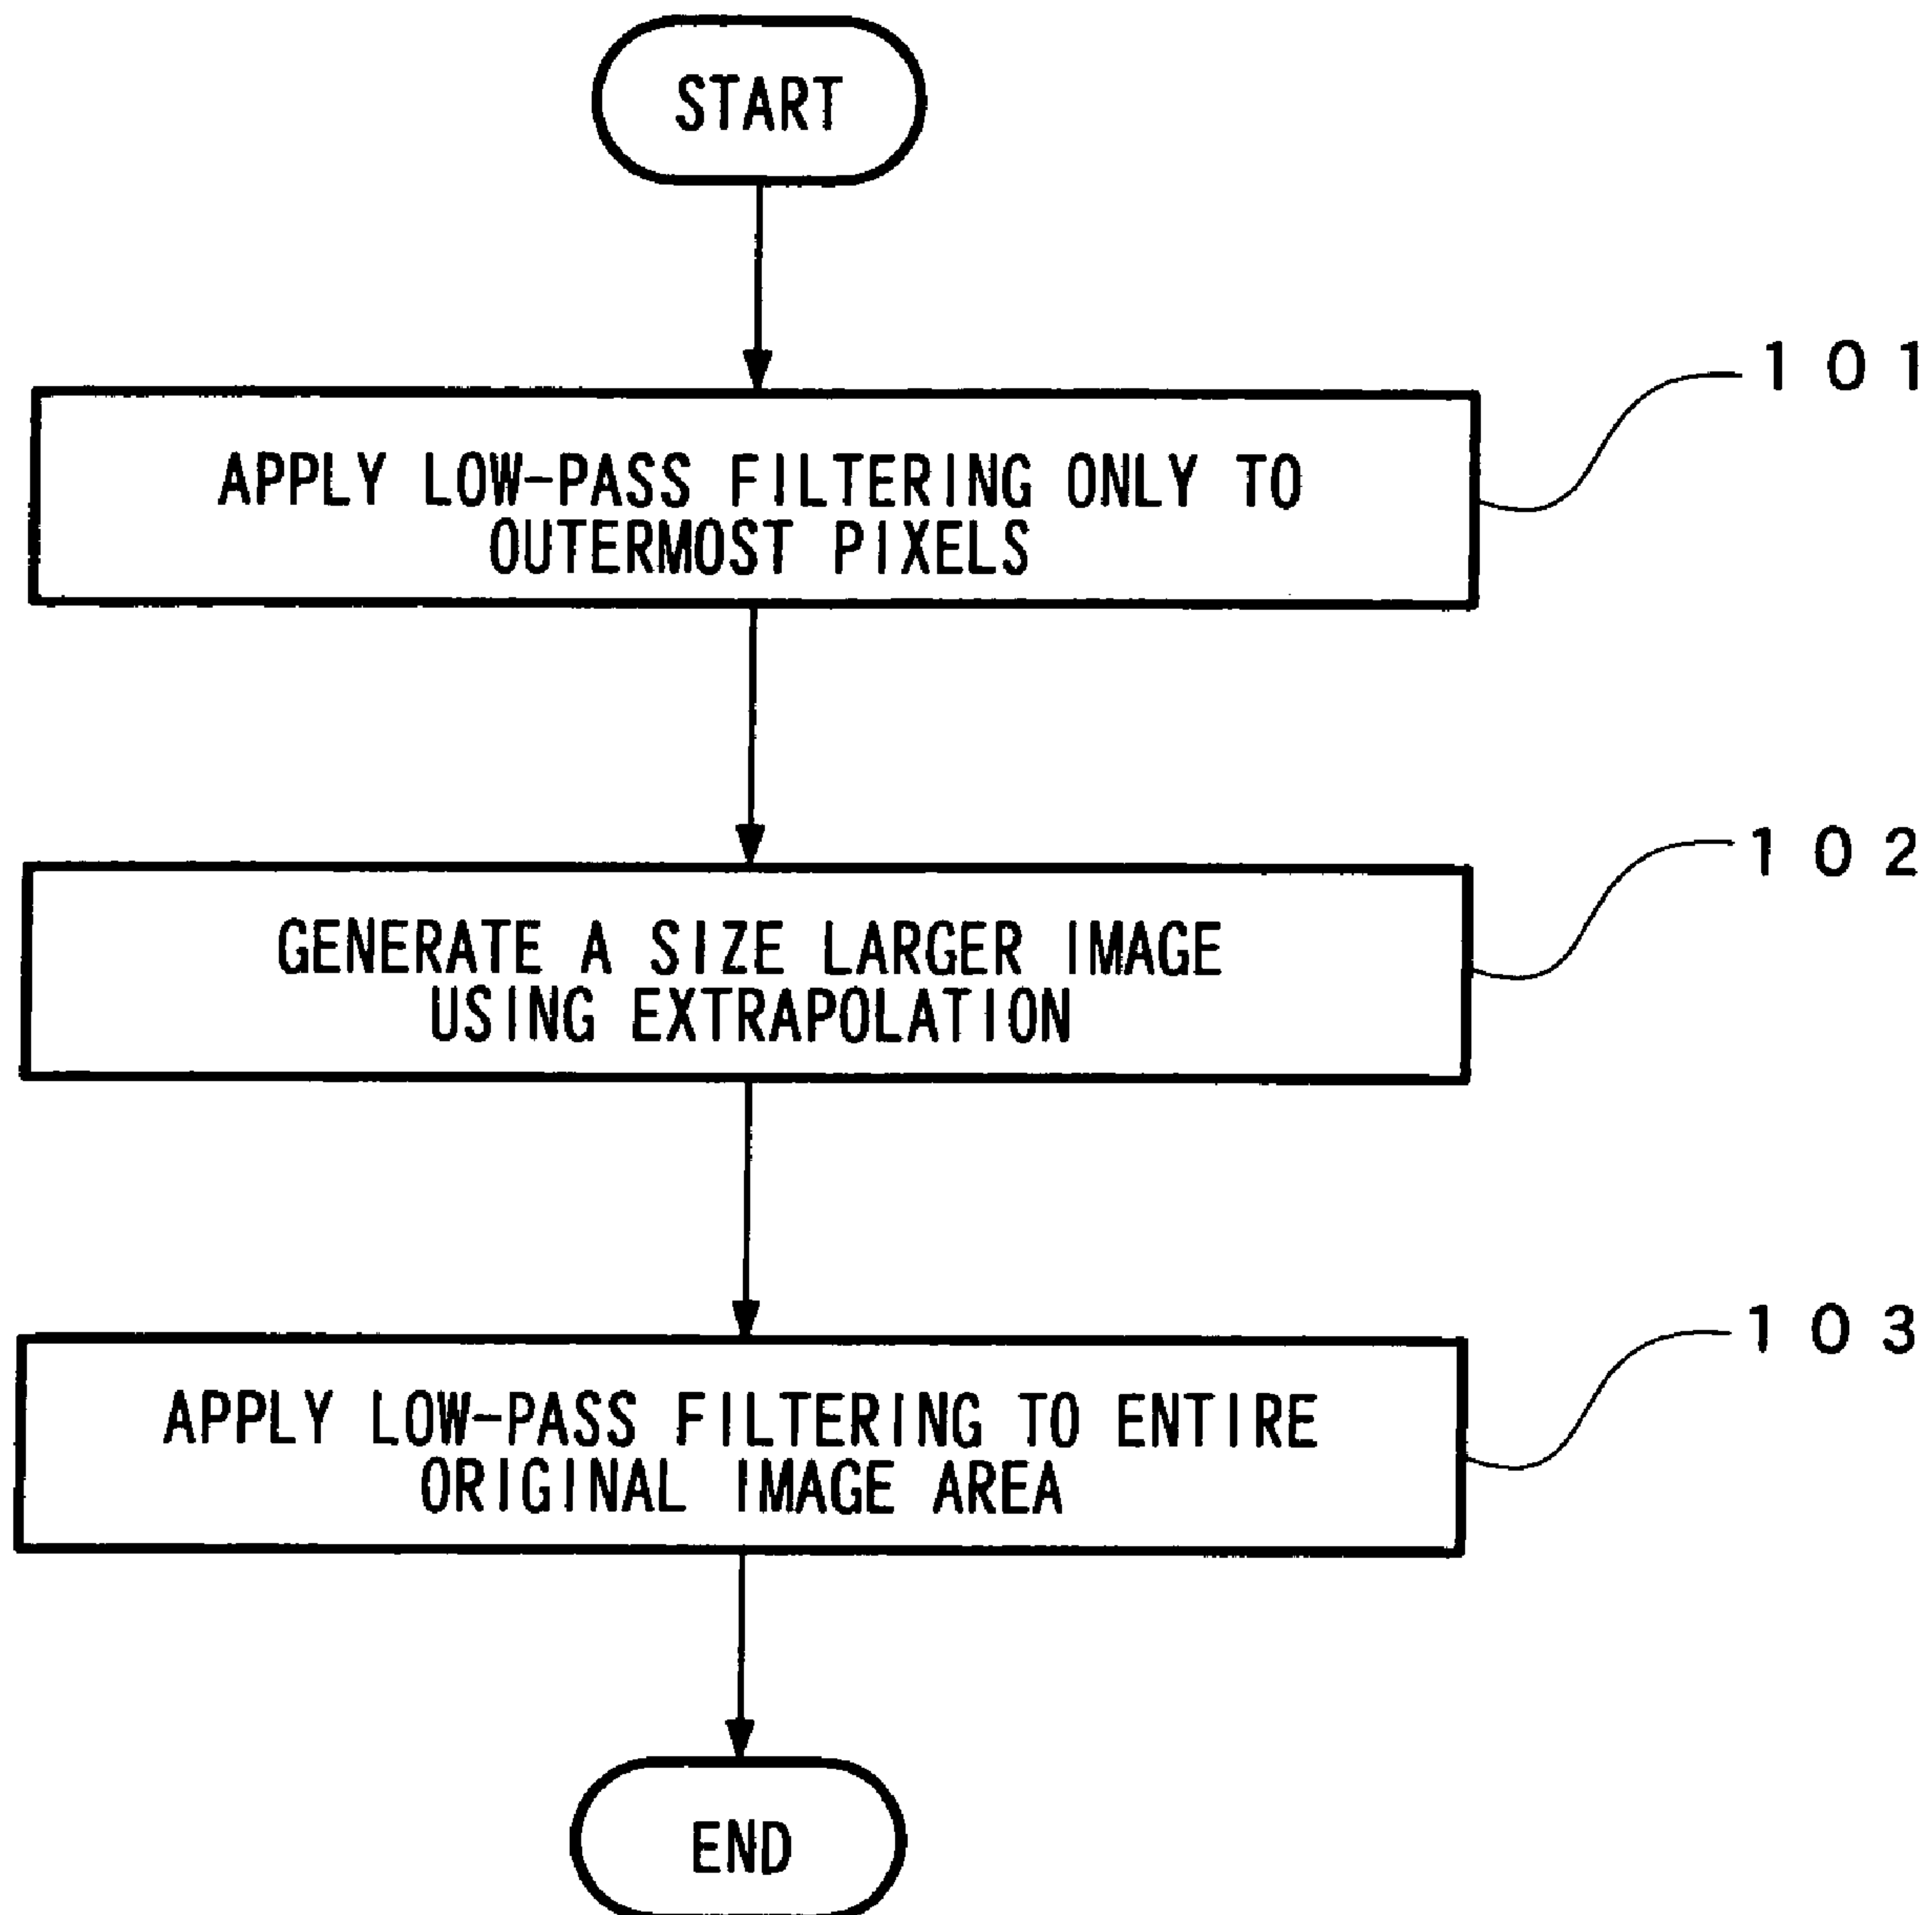 START
101
APPLY LOW-PASS FILTERING ONLY TO
OUTERMOST PIXELS
102
GENERATE A SIZE LARGER IMAGE
USING EXTRAPOLATION
103
APPLY LOW-PASS FILTERING TO ENTIRE
ORIGINAL IMAGE AREA
END